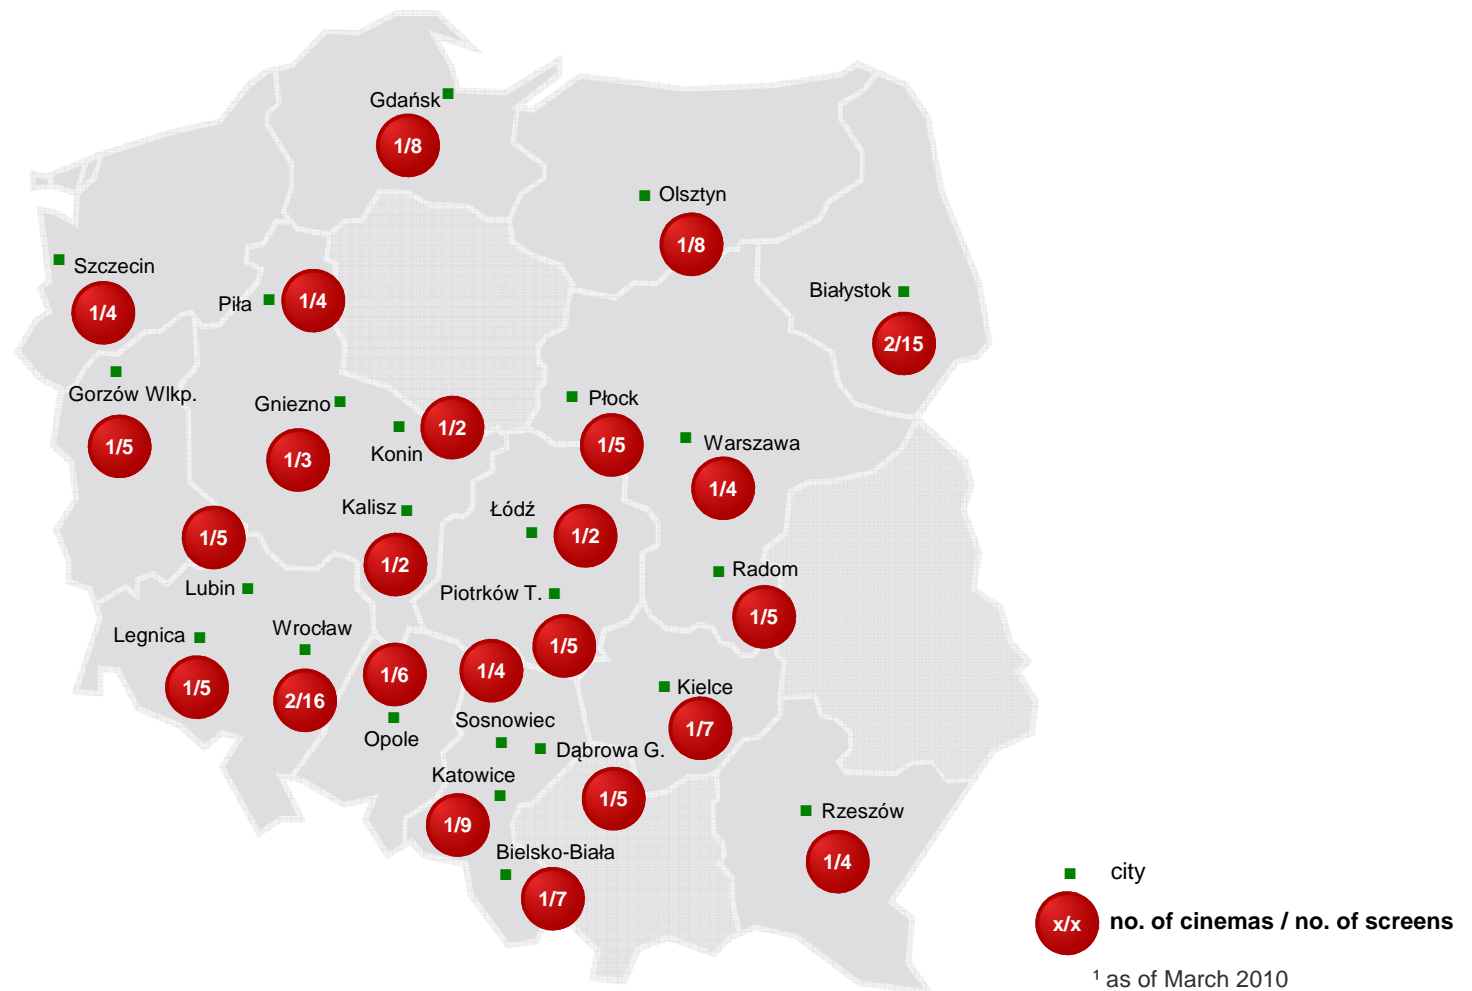 Gdańsk
1/8
Olsztyn
1/8
Szczecin
1/4
Piła
1/4
Białystok
2/15
Gorzów Wlkp.
1/5
Gniezno
1/3
Konin
1/2
Płock
1/5
Warszawa
1/4
Kalisz
1/2
Łódź
1/2
1/5
Lubin
Piotrków T.
1/5
Radom
1/5
Legnica
1/5
Wrocław
2/16
1/6
Opole
1/4
Sosnowiec
Kielce
1/7
Dąbrowa G.
1/5
Katowice
1/9
Bielsko-Biała
1/7
Rzeszów
1/4
city
x/x no. of cinemas / no. of screens
¹ as of March 2010